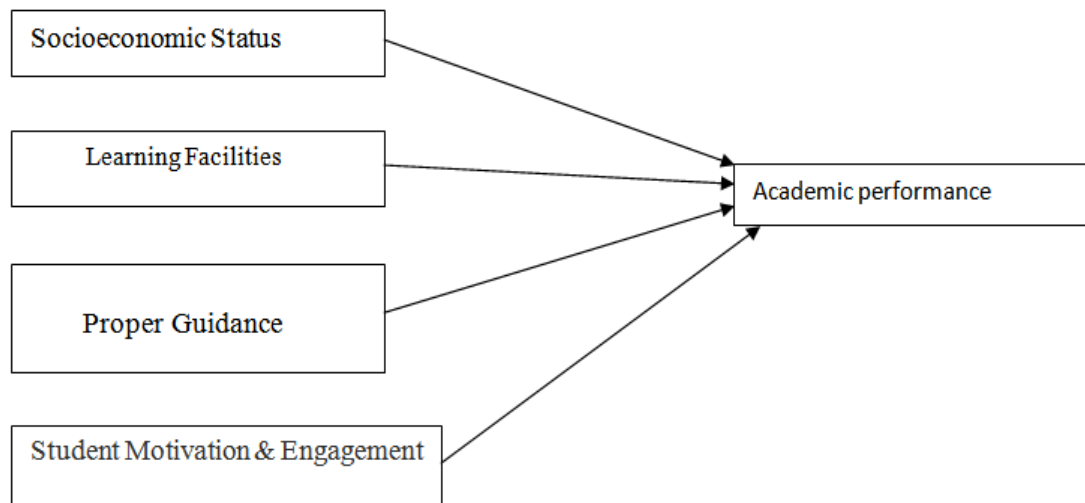 Socioeconomic Status
Learning Facilities
Academic performance
Proper Guidance
Student Motivation & Engagement